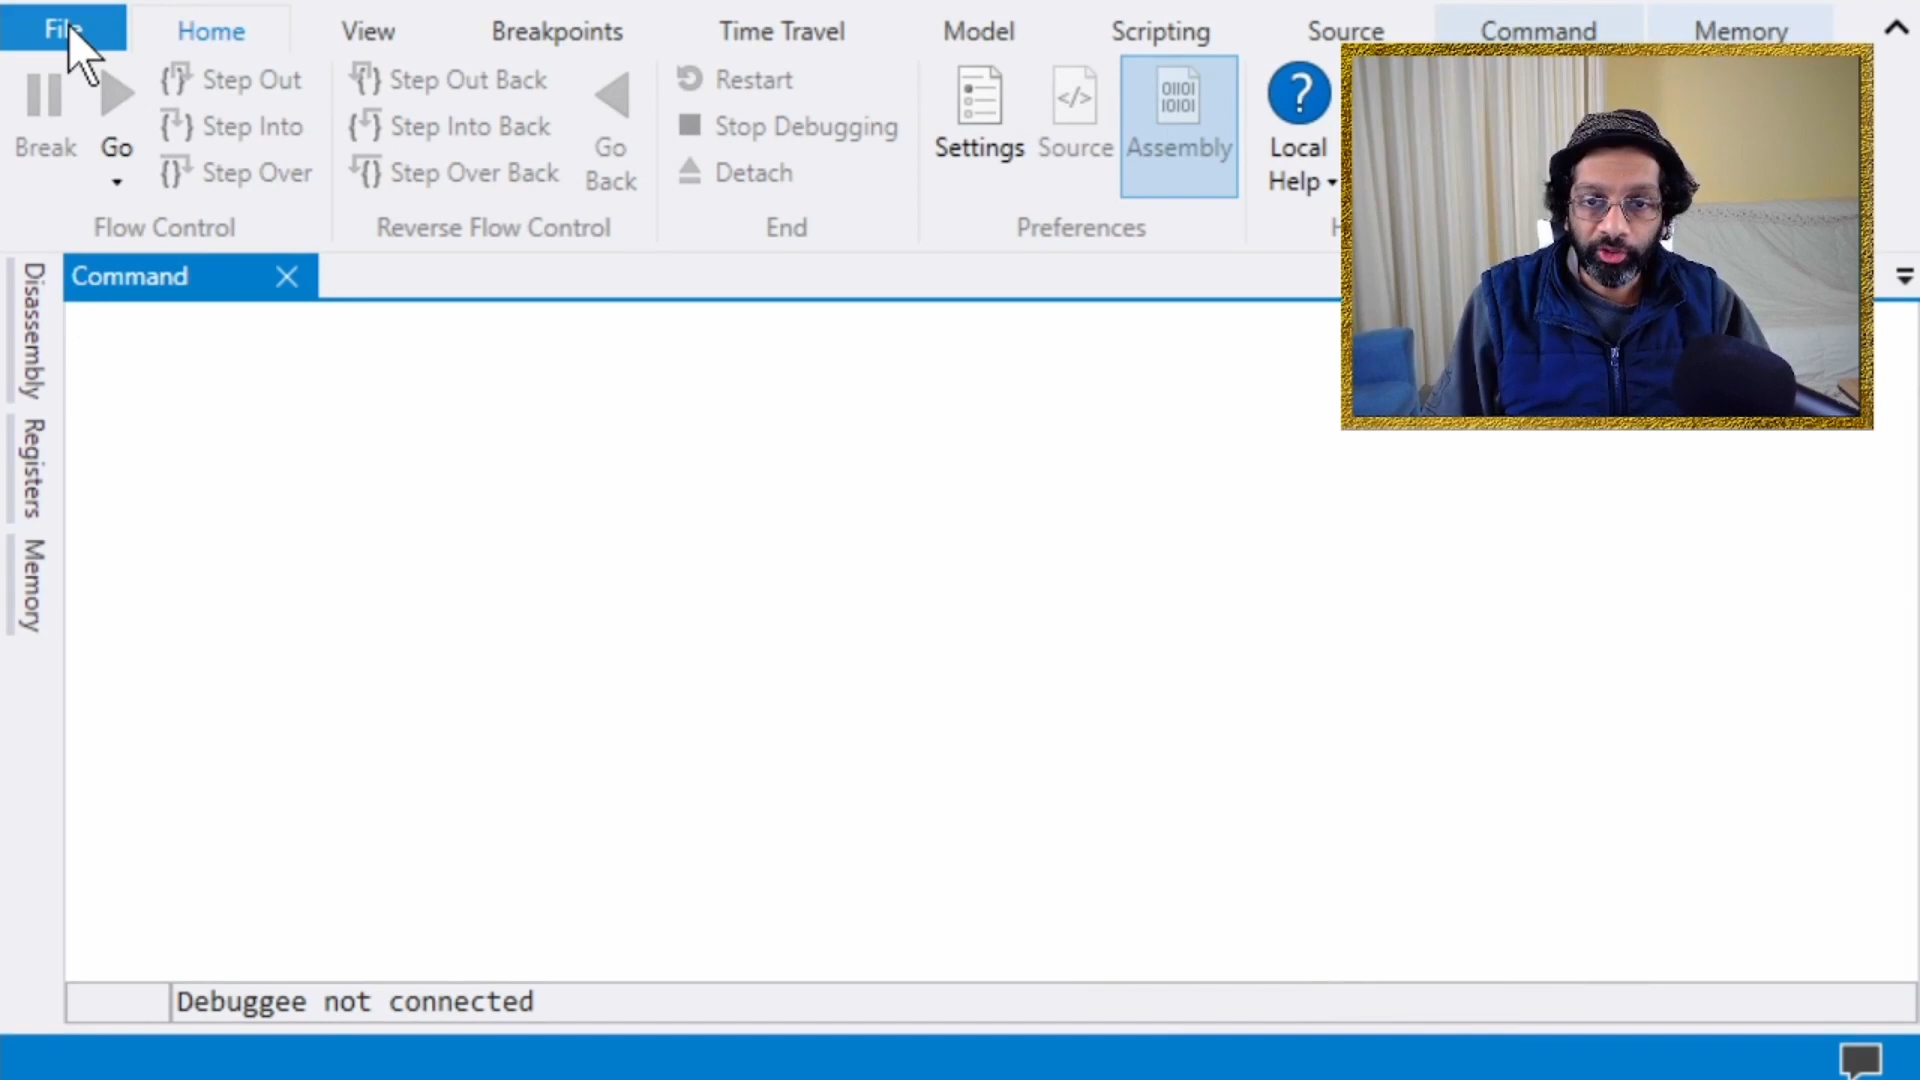 File Home View Breakpoints Time Travel Model Scripting Source Command Memory
Break
Go
Step Out
Step Into
Step Over
Flow Control
Step Out Back
Step Into Back
Step Over Back
Go
Back
Reverse Flow Control
Restart
Stop Debugging
Detach
End
Settings
Source
</>
Assembly
01101
10101
Preferences
?
Local
Help
H
Command
Disassembly
Registers
Memory
Debuggee not connected